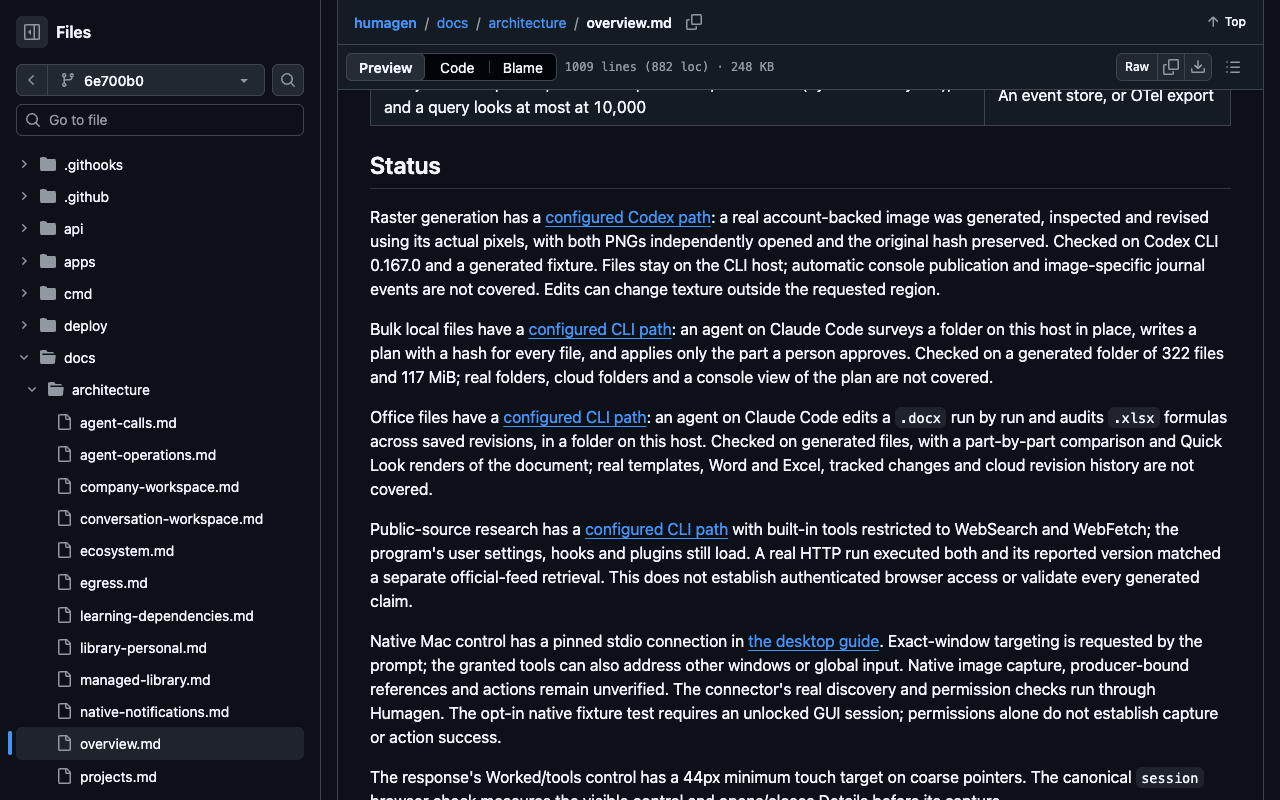 Files
6e700b0
Go to file
.githooks
.github
api
apps
cmd
deploy
docs
architecture
agent-calls.md
agent-operations.md
company-workspace.md
conversation-workspace.md
ecosystem.md
egress.md
learning-dependencies.md
library-personal.md
managed-library.md
native-notifications.md
overview.md
projects.md
humagen / docs / architecture / overview.md
Top
Preview Code Blame 1009 lines (882 loc) · 248 KB
Raw
and a query looks at most at 10,000
An event store, or OTel export
Status
Raster generation has a configured Codex path: a real account-backed image was generated, inspected and revised
using its actual pixels, with both PNGs independently opened and the original hash preserved. Checked on Codex CLI
0.167.0 and a generated fixture. Files stay on the CLI host; automatic console publication and image-specific journal
events are not covered. Edits can change texture outside the requested region.
Bulk local files have a configured CLI path: an agent on Claude Code surveys a folder on this host in place, writes a
plan with a hash for every file, and applies only the part a person approves. Checked on a generated folder of 322 files
and 117 MiB; real folders, cloud folders and a console view of the plan are not covered.
Office files have a configured CLI path: an agent on Claude Code edits a .docx run by run and audits .xlsx formulas
across saved revisions, in a folder on this host. Checked on generated files, with a part-by-part comparison and Quick
Look renders of the document; real templates, Word and Excel, tracked changes and cloud revision history are not
covered.
Public-source research has a configured CLI path with built-in tools restricted to WebSearch and WebFetch; the
program's user settings, hooks and plugins still load. A real HTTP run executed both and its reported version matched
a separate official-feed retrieval. This does not establish authenticated browser access or validate every generated
claim.
Native Mac control has a pinned stdio connection in the desktop guide. Exact-window targeting is requested by the
prompt; the granted tools can also address other windows or global input. Native image capture, producer-bound
references and actions remain unverified. The connector's real discovery and permission checks run through
Humagen. The opt-in native fixture test requires an unlocked GUI session; permissions alone do not establish capture
or action success.
The response's Worked/tools control has a 44px minimum touch target on coarse pointers. The canonical session